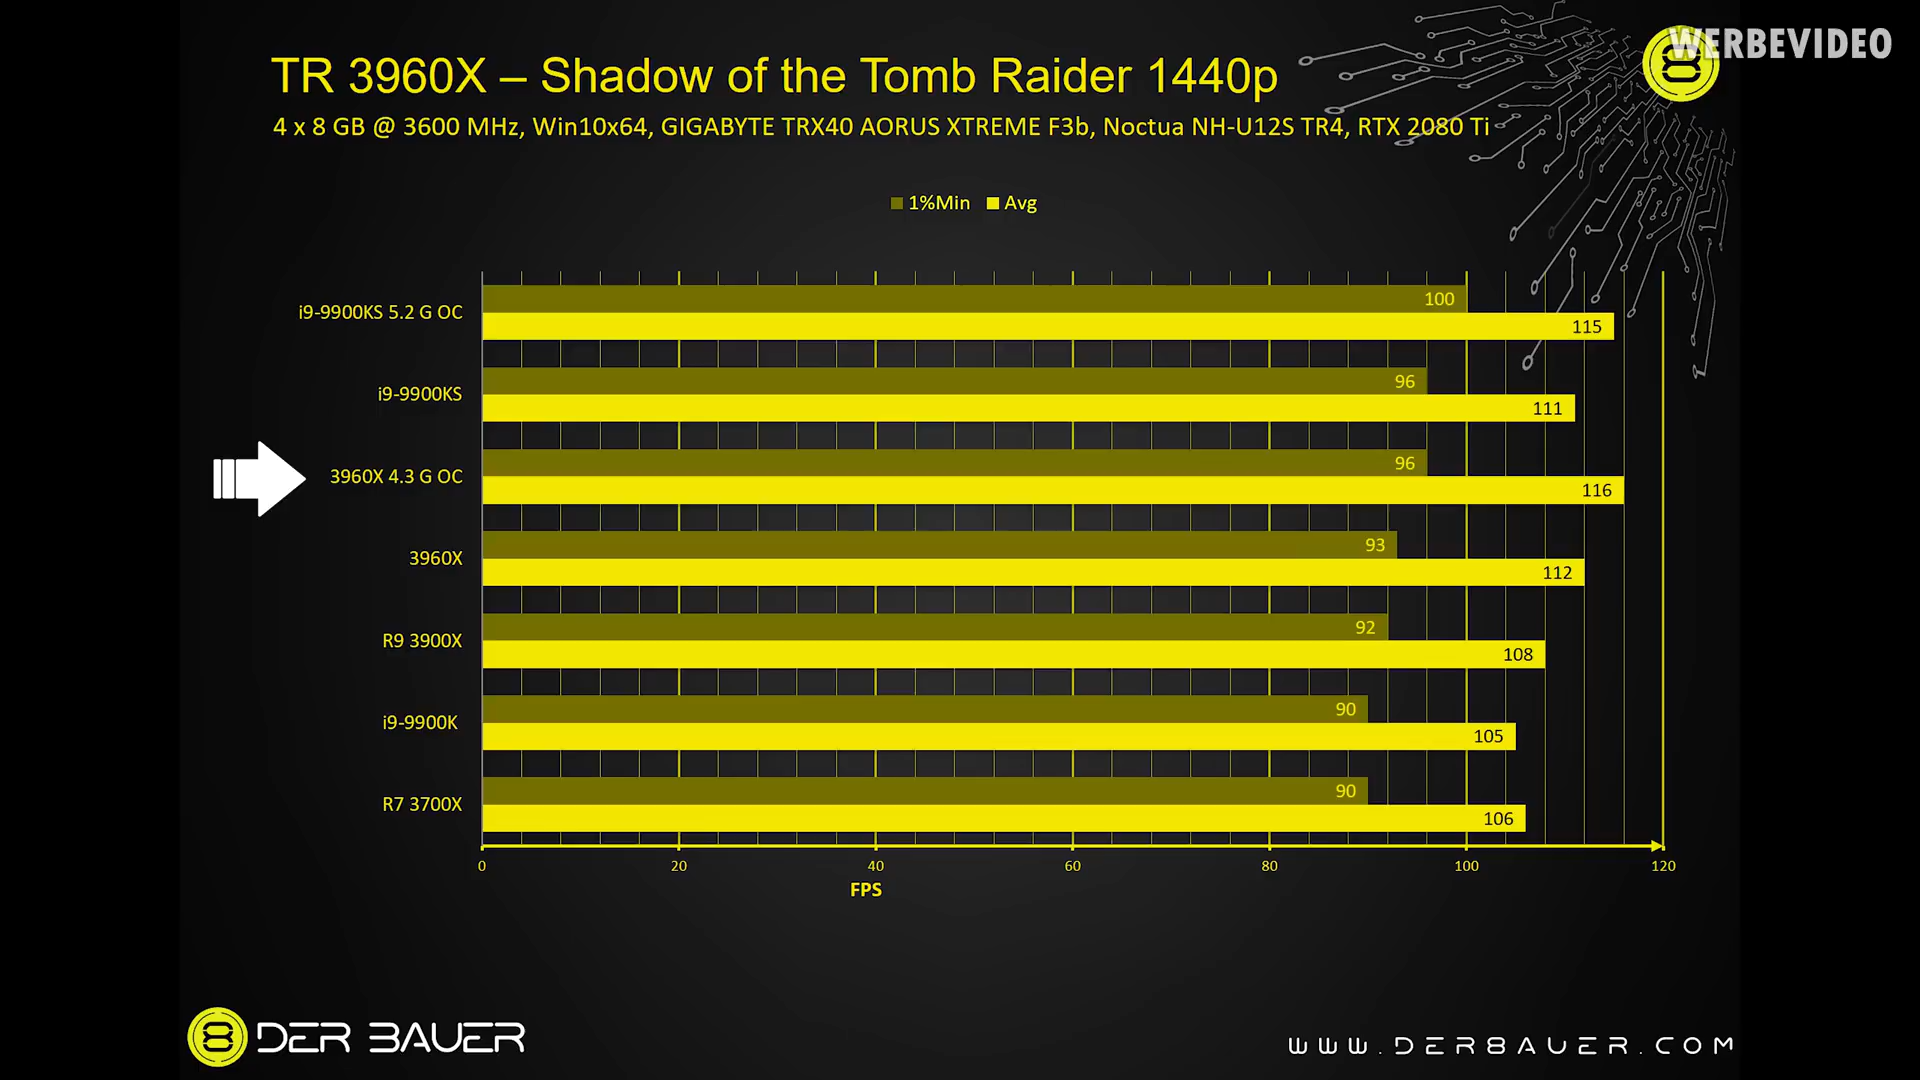 WERBEVIDEO
TR 3960X – Shadow of the Tomb Raider 1440p
4 x 8 GB @ 3600 MHz, Win10x64, GIGABYTE TRX40 AORUS XTREME F3b, Noctua NH-U12S TR4, RTX 2080 Ti
1%Min Avg
i9-9900KS 5.2 G OC
100
115
i9-9900KS
96
111
3960X 4.3 G OC
96
116
3960X
93
112
R9 3900X
92
108
i9-9900K
90
105
R7 3700X
90
106
0 20 40 60 80 100 120
FPS
DER 8AUER
WWW.DER8AUER.COM